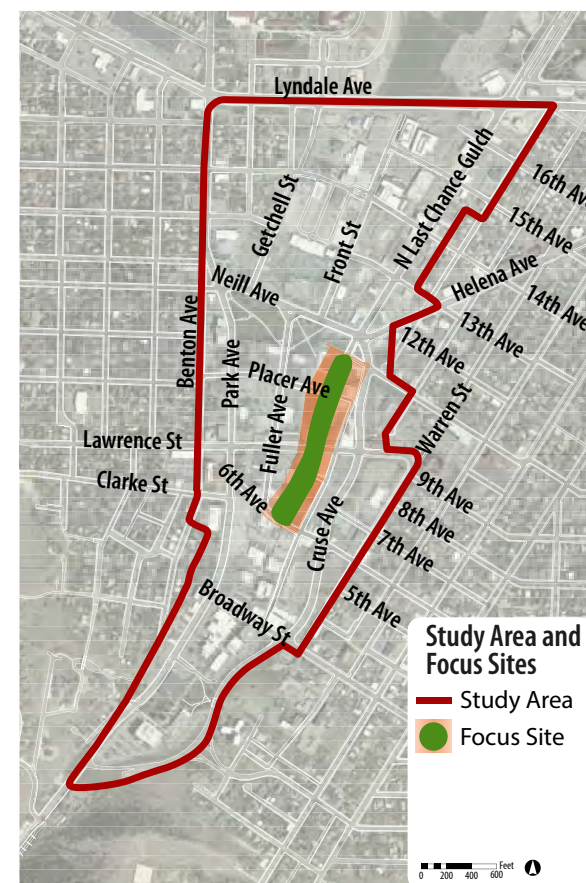 Lyndale Ave
N Last Chance Gulch
16th Ave
15th Ave
Getchell St
Front St
Helena Ave
14th Ave
Neill Ave
13th Ave
12th Ave
Benton Ave
Park Ave
Placer Ave
Fuller Ave
Warren St
Lawrence St
Clarke St
6th Ave
9th Ave
8th Ave
7th Ave
Cruse Ave
5th Ave
Broadway St
Study Area and
Focus Sites
Study Area
Focus Site
Feet
0 200 400 600